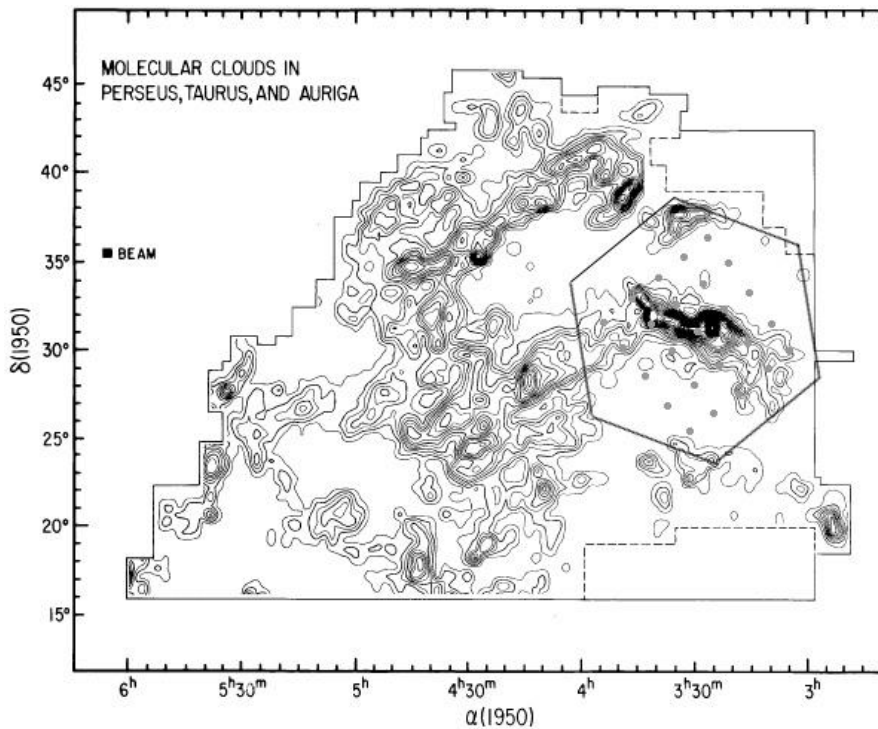 MOLECULAR CLOUDS IN
PERSEUS, TAURUS, AND AURIGA
45°
40°
35°
30°
25°
20°
15°
BEAM
δ(1950)
6ʰ
5ʰ30ᵐ
5ʰ
4ʰ30ᵐ
4ʰ
3ʰ30ᵐ
3ʰ
α(1950)